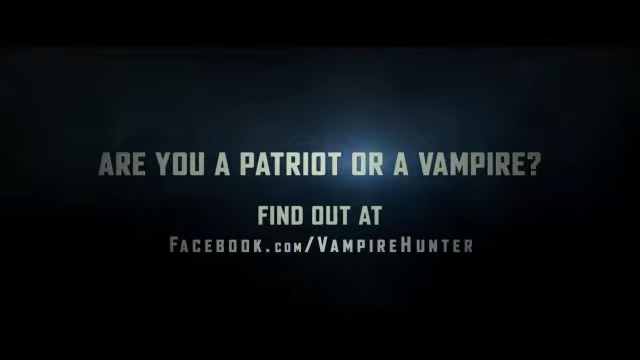 ARE YOU A PATRIOT OR A VAMPIRE?
FIND OUT AT
FACEBOOK.COM/VAMPIREHUNTER